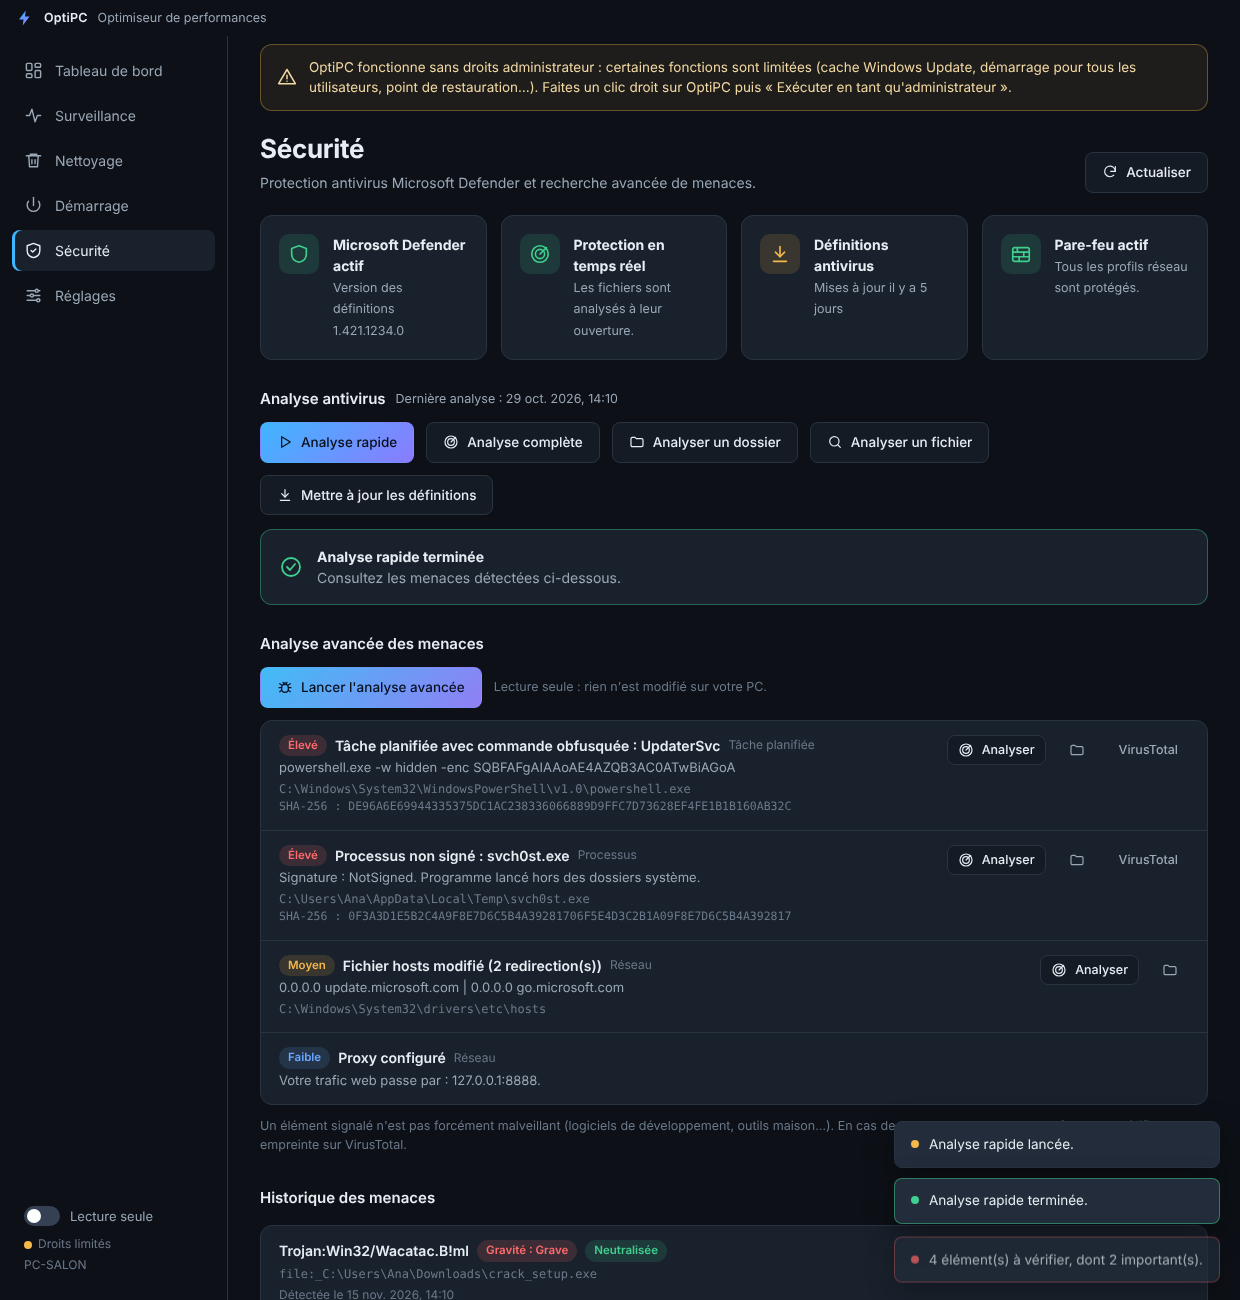 OptiPC Optimiseur de performances
Tableau de bord
Surveillance
Nettoyage
Démarrage
Sécurité
Réglages
Lecture seule
Droits limités
PC-SALON
OptiPC fonctionne sans droits administrateur : certaines fonctions sont limitées (cache Windows Update, démarrage pour tous les
utilisateurs, point de restauration...). Faites un clic droit sur OptiPC puis « Exécuter en tant qu'administrateur ».
Sécurité
Protection antivirus Microsoft Defender et recherche avancée de menaces.
Actualiser
Microsoft Defender
actif
Version des
définitions
1.421.1234.0
Protection en
temps réel
Les fichiers sont
analysés à leur
ouverture.
Définitions
antivirus
Mises à jour il y a 5
jours
Pare-feu actif
Tous les profils réseau
sont protégés.
Analyse antivirus Dernière analyse : 29 oct. 2026, 14:10
Analyse rapide
Analyse complète
Analyser un dossier
Analyser un fichier
Mettre à jour les définitions
Analyse rapide terminée
Consultez les menaces détectées ci-dessous.
Analyse avancée des menaces
Lancer l'analyse avancée
Lecture seule : rien n'est modifié sur votre PC.
Élevé Tâche planifiée avec commande obfusquée : UpdaterSvc Tâche planifiée
powershell.exe -w hidden -enc SQBFAFgAIAAoAE4AZQB3AC0ATwBiAGoA
C:\Windows\System32\WindowsPowerShell\v1.0\powershell.exe
SHA-256 : DE96A6E69944335375DC1AC238336066889D9FFC7D73628EF4FE1B1B160AB32C
Analyser
VirusTotal
Élevé Processus non signé : svch0st.exe Processus
Signature : NotSigned. Programme lancé hors des dossiers système.
C:\Users\Ana\AppData\Local\Temp\svch0st.exe
SHA-256 : 0F3A3D1E5B2C4A9F8E7D6C5B4A39281706F5E4D3C2B1A09F8E7D6C5B4A392817
Analyser
VirusTotal
Moyen Fichier hosts modifié (2 redirection(s)) Réseau
0.0.0.0 update.microsoft.com | 0.0.0.0 go.microsoft.com
C:\Windows\System32\drivers\etc\hosts
Analyser
Faible Proxy configuré Réseau
Votre trafic web passe par : 127.0.0.1:8888.
Un élément signalé n'est pas forcément malveillant (logiciels de développement, outils maison...). En cas de
empreinte sur VirusTotal.
Historique des menaces
Trojan:Win32/Wacatac.B!ml Gravité : Grave Neutralisée
file:_C:\Users\Ana\Downloads\crack_setup.exe
Détectée le 15 nov. 2026, 14:10
Analyse rapide lancée.
Analyse rapide terminée.
4 élément(s) à vérifier, dont 2 important(s).